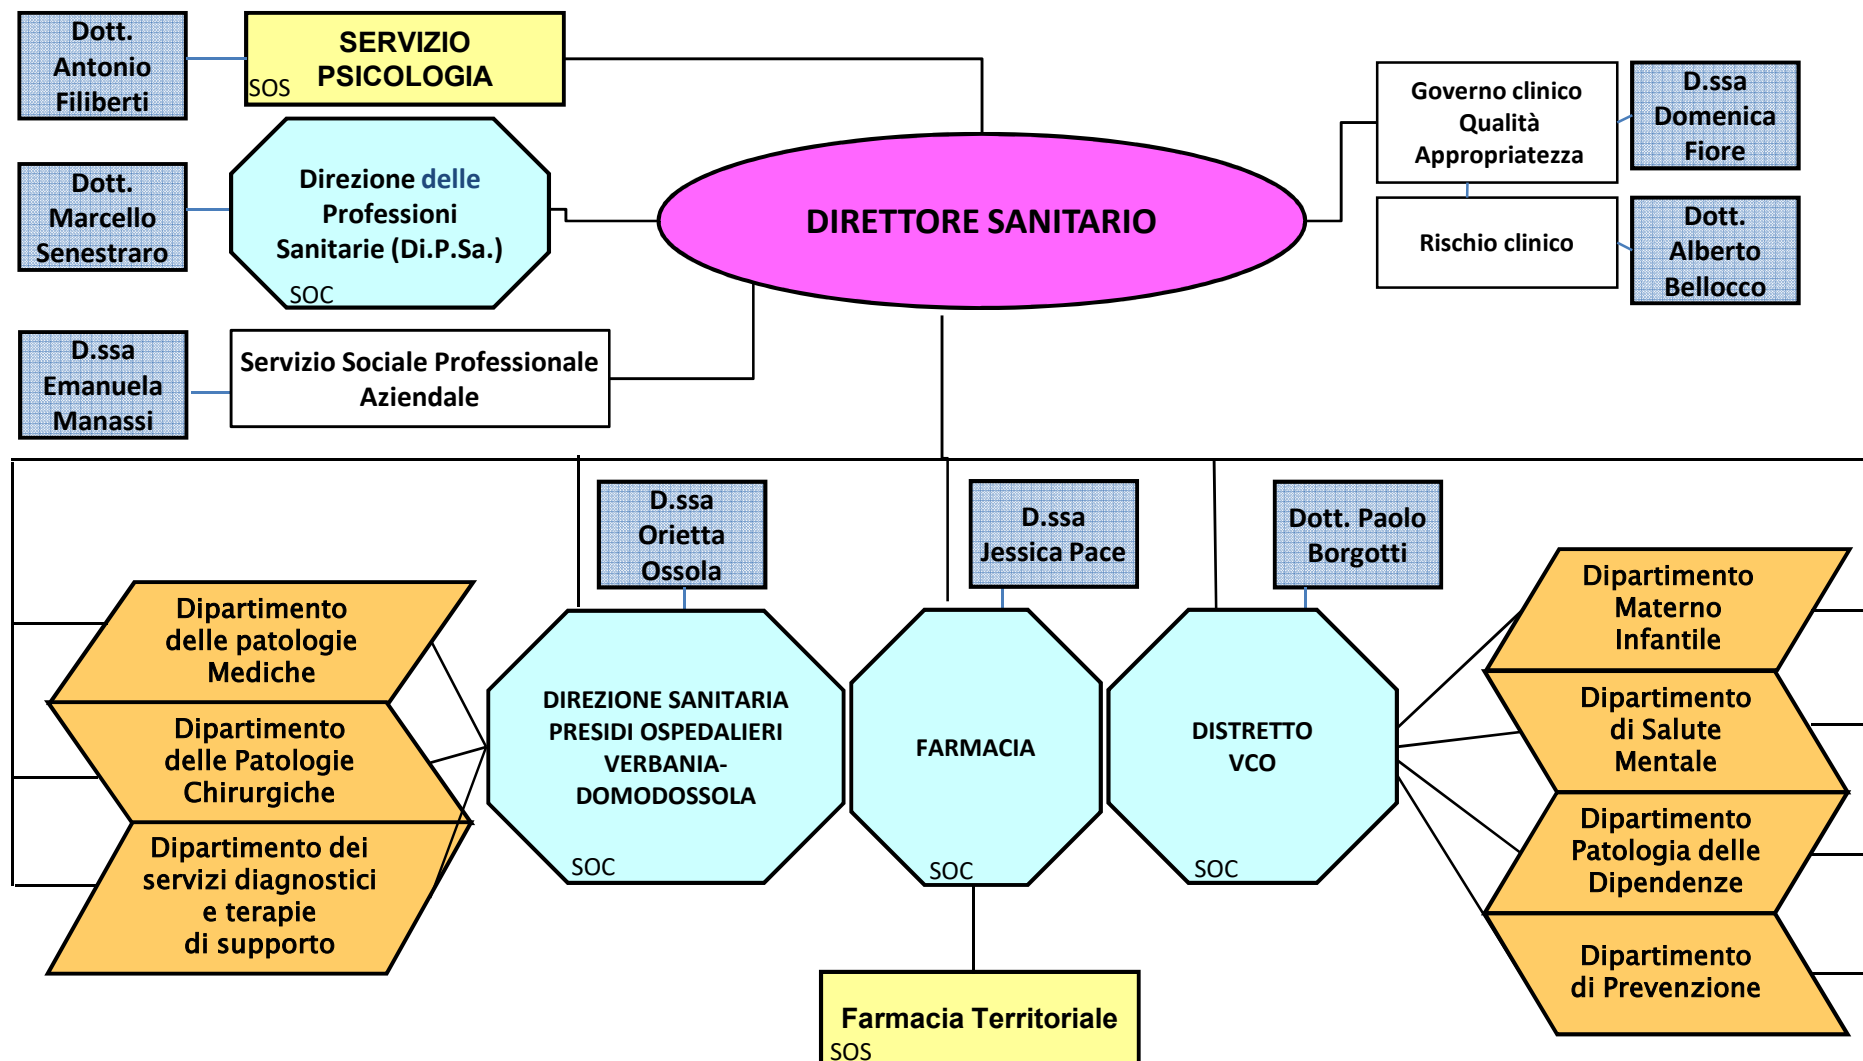 Dott.
Antonio
Filiberti
SERVIZIO
PSICOLOGIA
SOS
Governo clinico
Qualità
Appropriatezza
D.ssa
Domenica
Fiore
Dott.
Marcello
Senestraro
Direzione delle
Professioni
Sanitarie (Di.P.Sa.)
SOC
DIRETTORE SANITARIO
Rischio clinico
Dott.
Alberto
Bellocco
D.ssa
Emanuela
Manassi
Servizio Sociale Professionale
Aziendale
D.ssa
Orietta
Ossola
D.ssa
Jessica Pace
Dott. Paolo
Borgotti
Dipartimento
delle patologie
Mediche
Dipartimento
delle Patologie
Chirurgiche
Dipartimento dei
servizi diagnostici
e terapie
di supporto
DIREZIONE SANITARIA
PRESIDI OSPEDALIERI
VERBANIA-
DOMODOSSOLA
SOC
FARMACIA
SOC
DISTRETTO
VCO
SOC
Dipartimento
Materno
Infantile
Dipartimento
di Salute
Mentale
Dipartimento
Patologia delle
Dipendenze
Dipartimento
di Prevenzione
Farmacia Territoriale
SOS